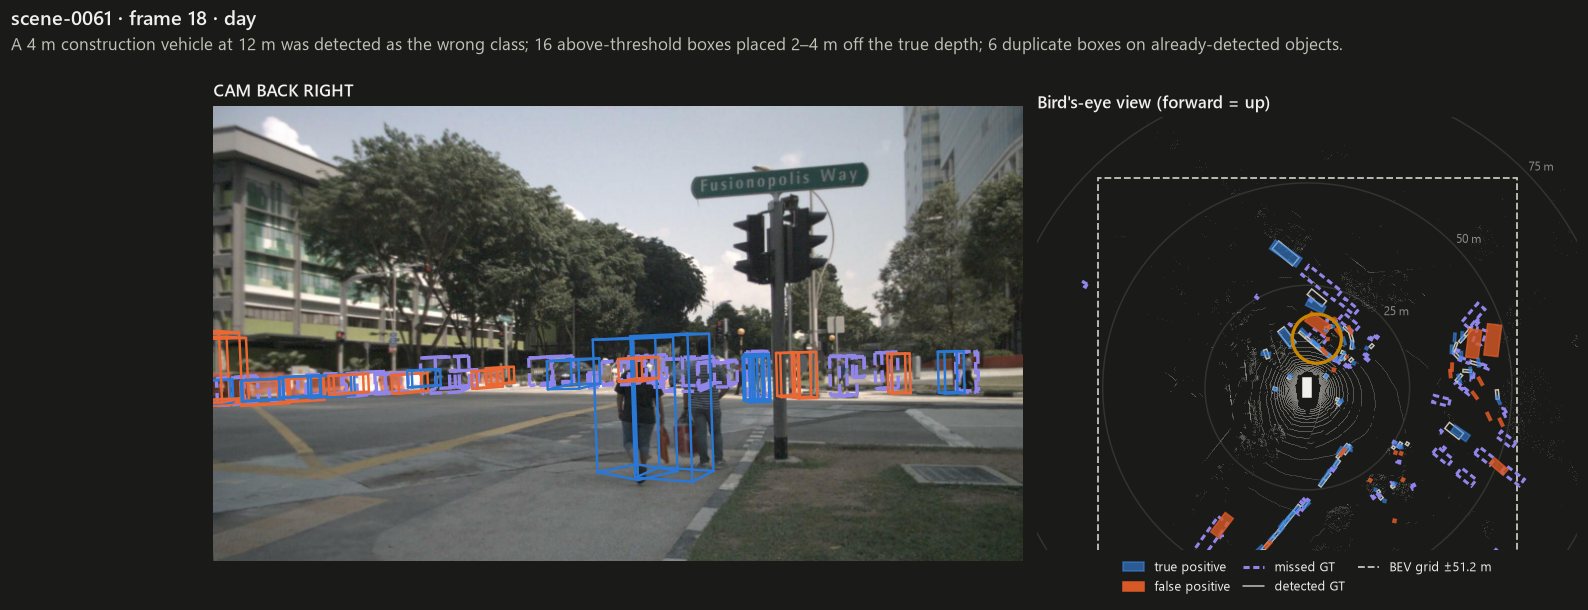 scene-0061 · frame 18 · day
A 4 m construction vehicle at 12 m was detected as the wrong class; 16 above-threshold boxes placed 2–4 m off the true depth; 6 duplicate boxes on already-detected objects.
CAM BACK RIGHT
Bird's-eye view (forward = up)
Fusionopolis Way
75 m
50 m
25 m
true positive
missed GT
BEV grid ±51.2 m
false positive
detected GT